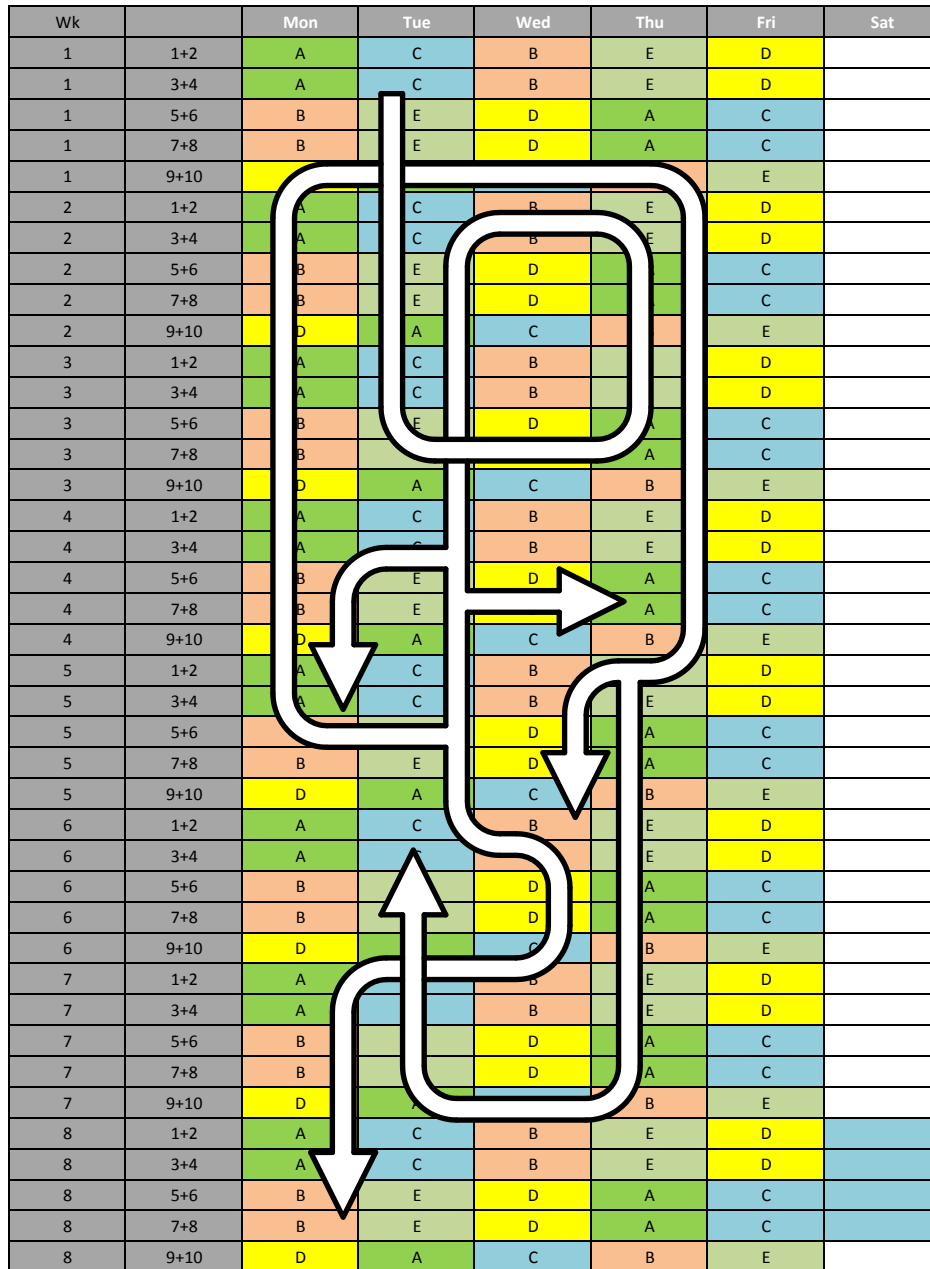 Wk Mon Tue Wed Thu Fri Sat
1 1+2 A C B E D
1 3+4 A C B E D
1 5+6 B E D A C
1 7+8 B E D A C
1 9+10 E
2 1+2 A C B E D
2 3+4 A C B E D
2 5+6 B E D C
2 7+8 B E D C
2 9+10 D A C E
3 1+2 A C B D
3 3+4 A C B D
3 5+6 B E D A C
3 7+8 B A C
3 9+10 D A C B E
4 1+2 A C B E D
4 3+4 A B E D
4 5+6 B E D A C
4 7+8 B E A C
4 9+10 D A C B E
5 1+2 A C B D
5 3+4 A C B E D
5 5+6 D A C
5 7+8 B E D A C
5 9+10 D A C B E
6 1+2 A C B E D
6 3+4 A E D
6 5+6 B D A C
6 7+8 B D A C
6 9+10 D C B E
7 1+2 A B E D
7 3+4 A B E D
7 5+6 B D A C
7 7+8 B D A C
7 9+10 D B E
8 1+2 A C B E D
8 3+4 A C B E D
8 5+6 B E D A C
8 7+8 B E D A C
8 9+10 D A C B E